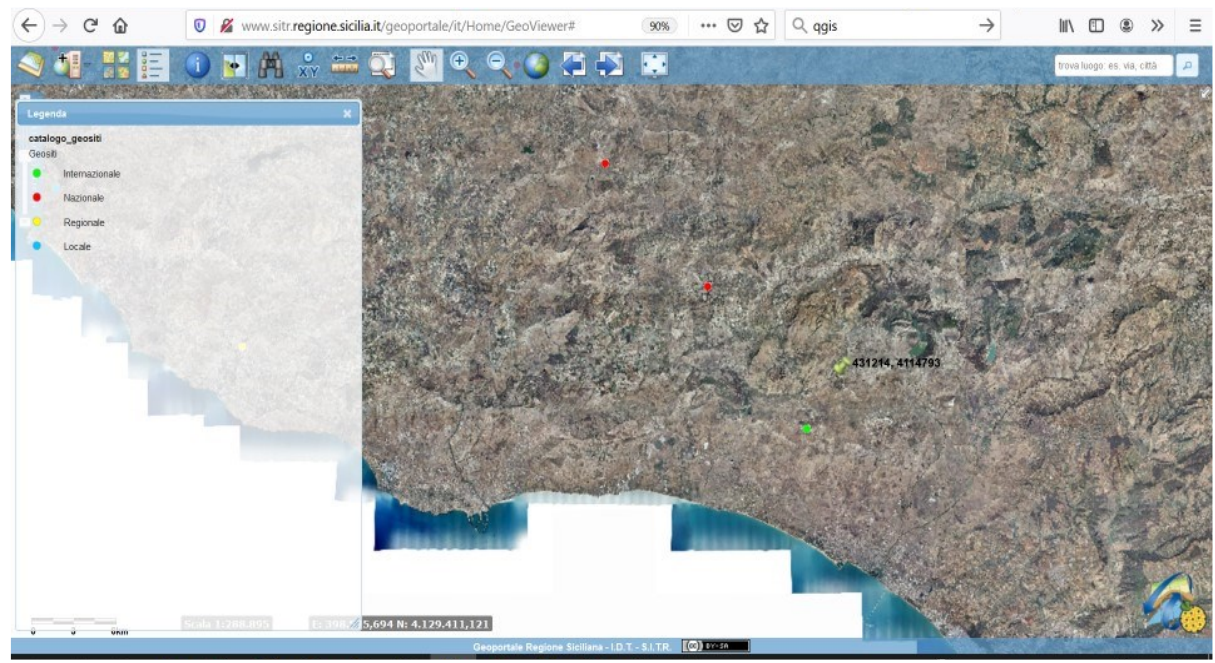 www.sitr.regione.sicilia.it/geoportale/it/Home/GeoViewer#
90%
qgis
XY
trova luogo: es. via, città
Legenda
catalogo_geositi
Geositi
Internazionale
Nazionale
Regionale
Locale
431214, 4114793
Scala 1:288.895
5,694 N: 4.129.411,121
Geoportale Regione Siciliana - I.D.T. - S.I.T.R.
BY-SA